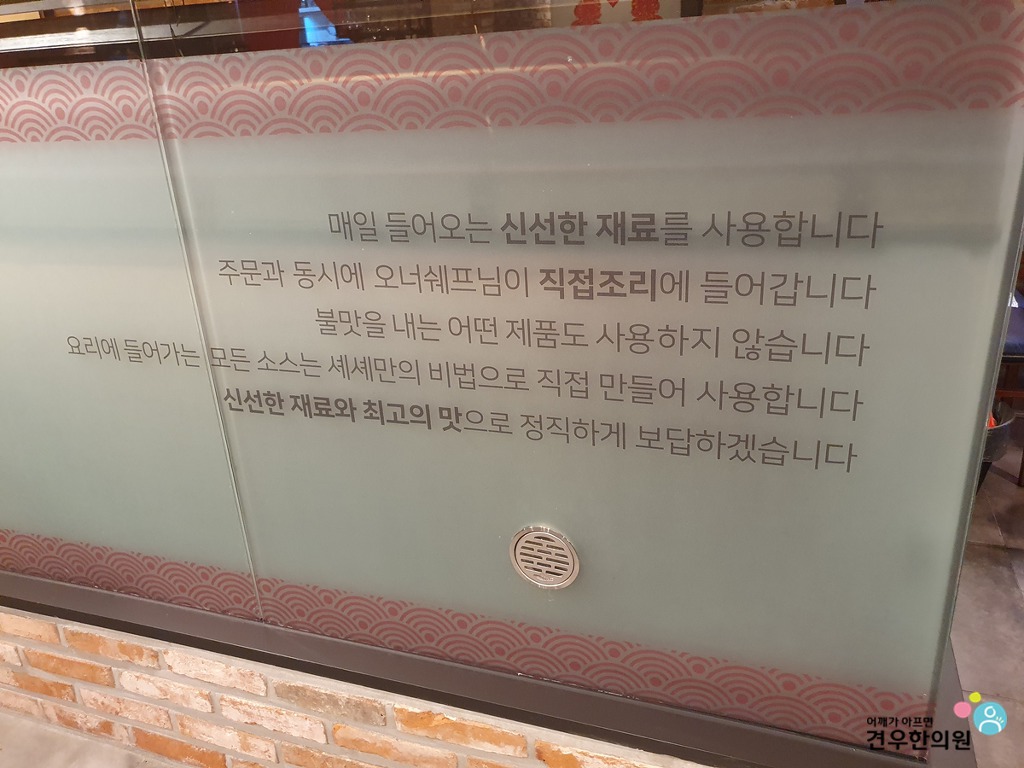 매일 들어오는 신선한 재료를 사용합니다
주문과 동시에 오너쉐프님이 직접조리에 들어갑니다
불맛을 내는 어떤 제품도 사용하지 않습니다
요리에 들어가는 모든 소스는 셰셰만의 비법으로 직접 만들어 사용합니다
신선한 재료와 최고의 맛으로 정직하게 보답하겠습니다
어깨가 아프면
견우한의원